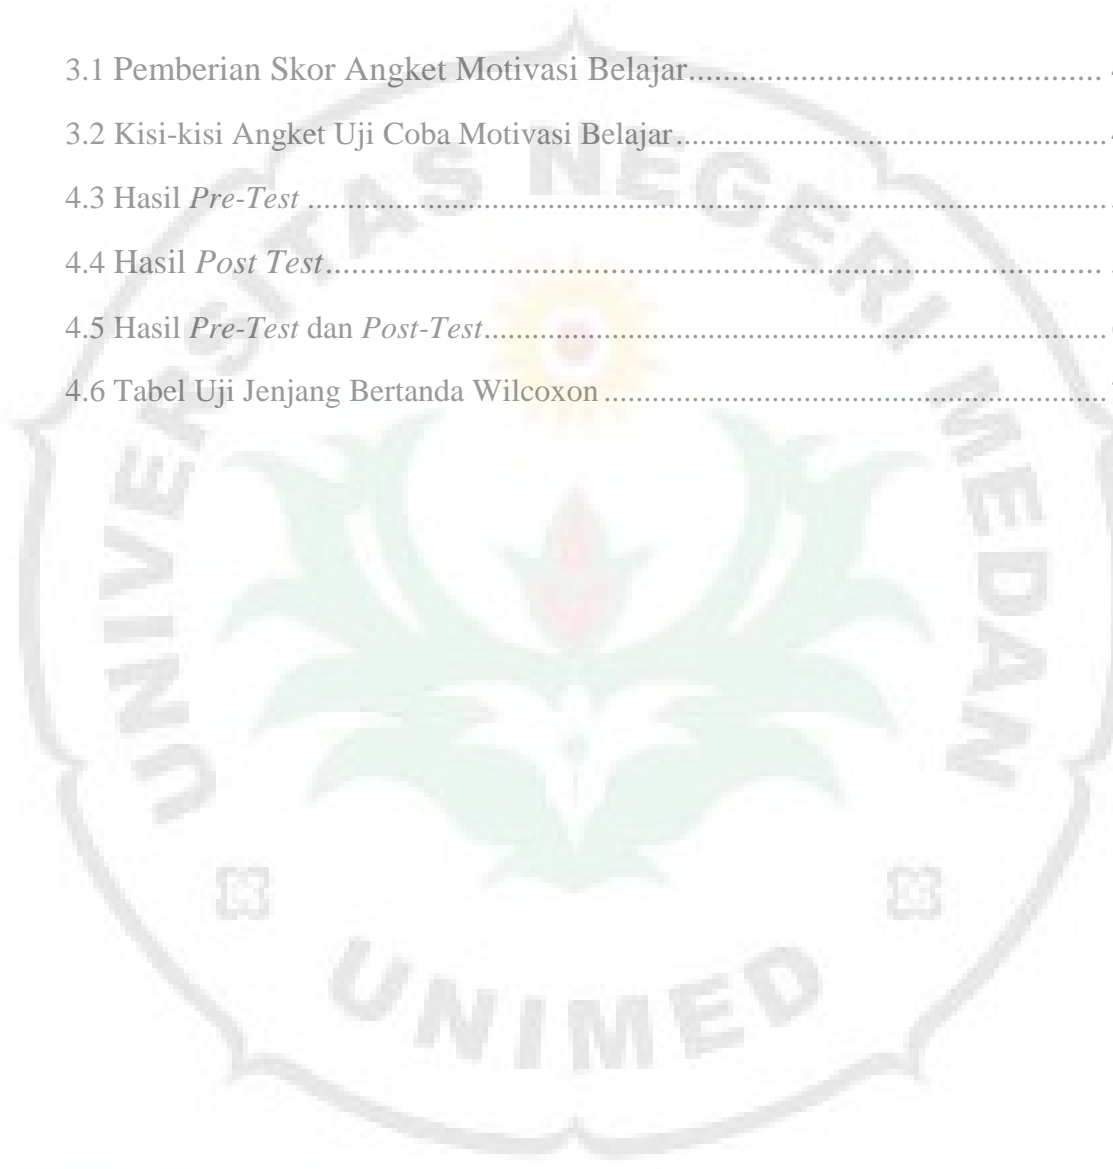 3.1 Pemberian Skor Angket Motivasi Belajar............................................
3.2 Kisi-kisi Angket Uji Coba Motivasi Belajar..............................................
4.3 Hasil Pre-Test .....................................................................................
4.4 Hasil Post Test....................................................................................
4.5 Hasil Pre-Test dan Post-Test..................................................................
4.6 Tabel Uji Jenjang Bertanda Wilcoxon .....................................................
UNIVERSITAS NEGERI MEDAN
UNIMED